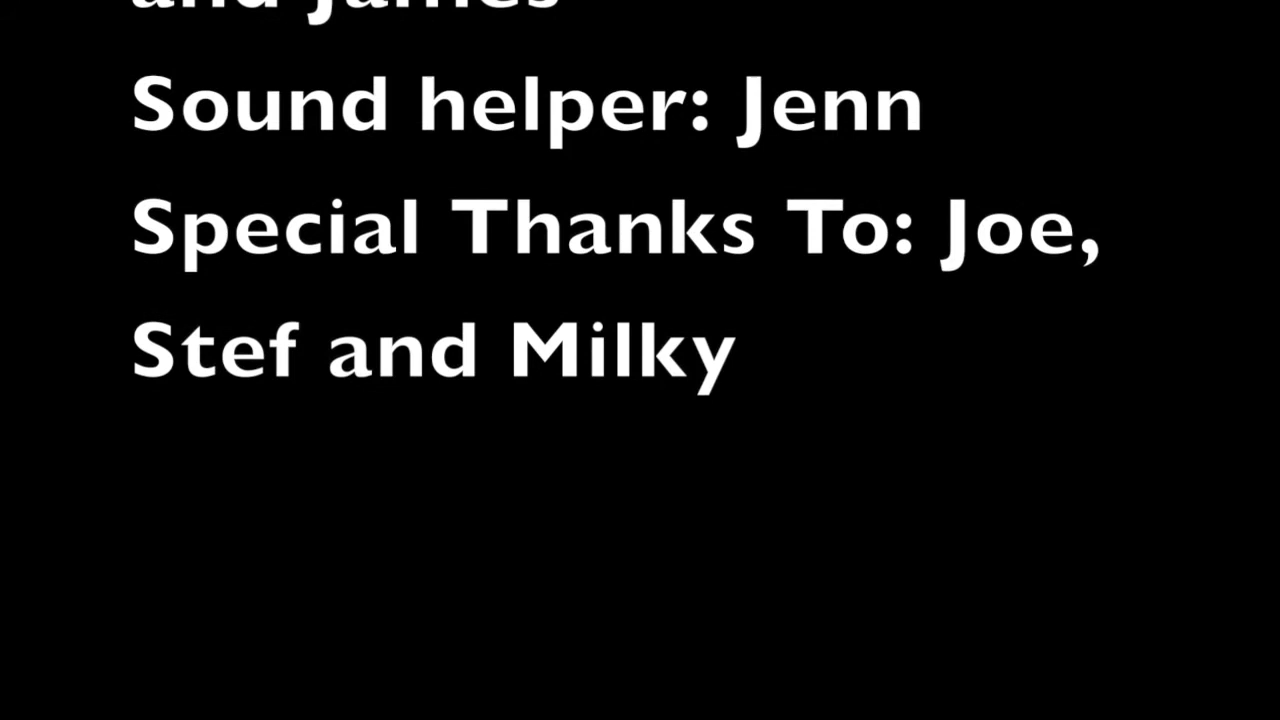 and James
Sound helper: Jenn
Special Thanks To: Joe,
Stef and Milky